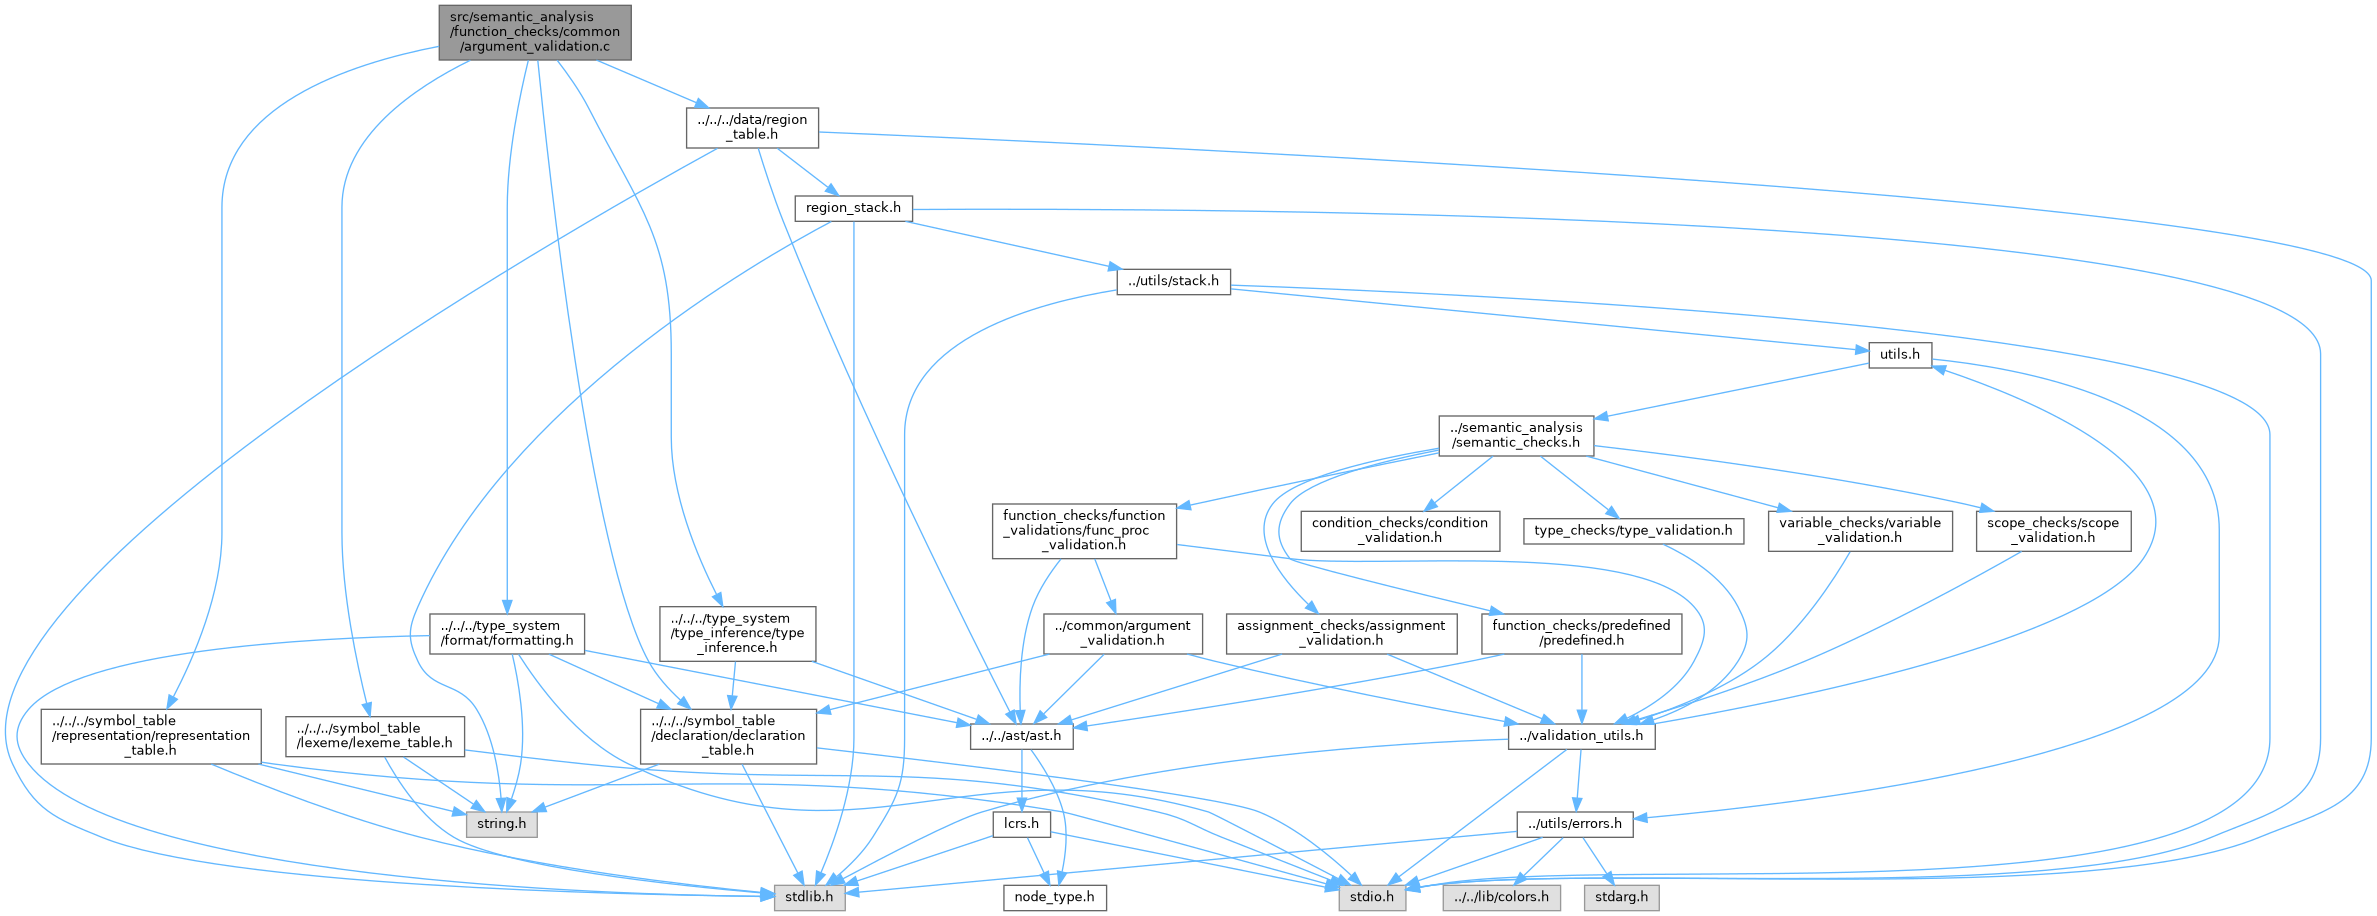 src/semantic_analysis
/function_checks/common
/argument_validation.c
../../../data/region
_table.h
region_stack.h
../utils/stack.h
utils.h
../semantic_analysis
/semantic_checks.h
function_checks/function
_validations/func_proc
_validation.h
condition_checks/condition
_validation.h
type_checks/type_validation.h
variable_checks/variable
_validation.h
scope_checks/scope
_validation.h
../../../type_system
/format/formatting.h
../../../type_system
/type_inference/type
_inference.h
../common/argument
_validation.h
assignment_checks/assignment
_validation.h
function_checks/predefined
/predefined.h
../../../symbol_table
/representation/representation
_table.h
../../../symbol_table
/lexeme/lexeme_table.h
../../../symbol_table
/declaration/declaration
_table.h
../../ast/ast.h
../validation_utils.h
string.h
lcrs.h
../utils/errors.h
stdlib.h
node_type.h
stdio.h
../../lib/colors.h
stdarg.h